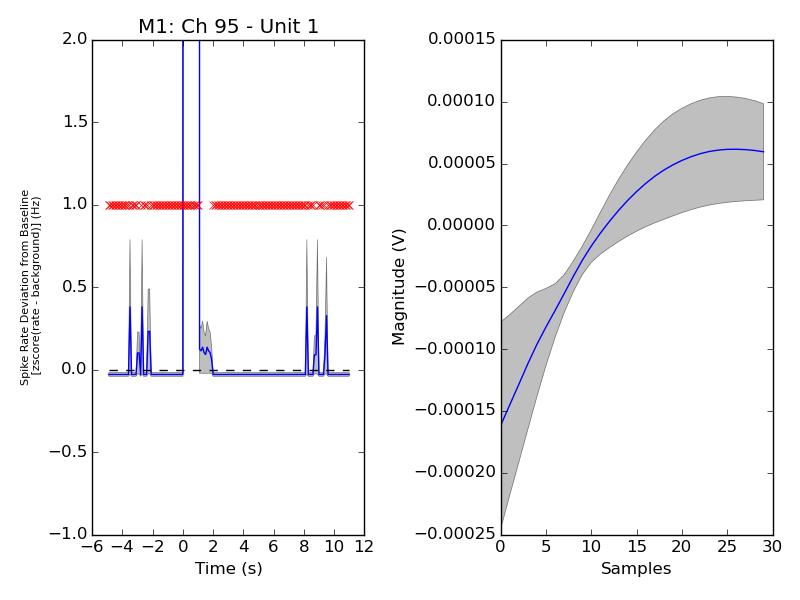 M1: Ch 95 - Unit 1
2.0
1.5
1.0
0.5
0.0
−0.5
−1.0
−6 −4 −2 0 2 4 6 8 10 12
Time (s)
Spike Rate Deviation from Baseline
[zscore(rate - background)] (Hz)
0.00015
0.00010
0.00005
0.00000
−0.00005
−0.00010
−0.00015
−0.00020
−0.00025
0 5 10 15 20 25 30
Samples
Magnitude (V)